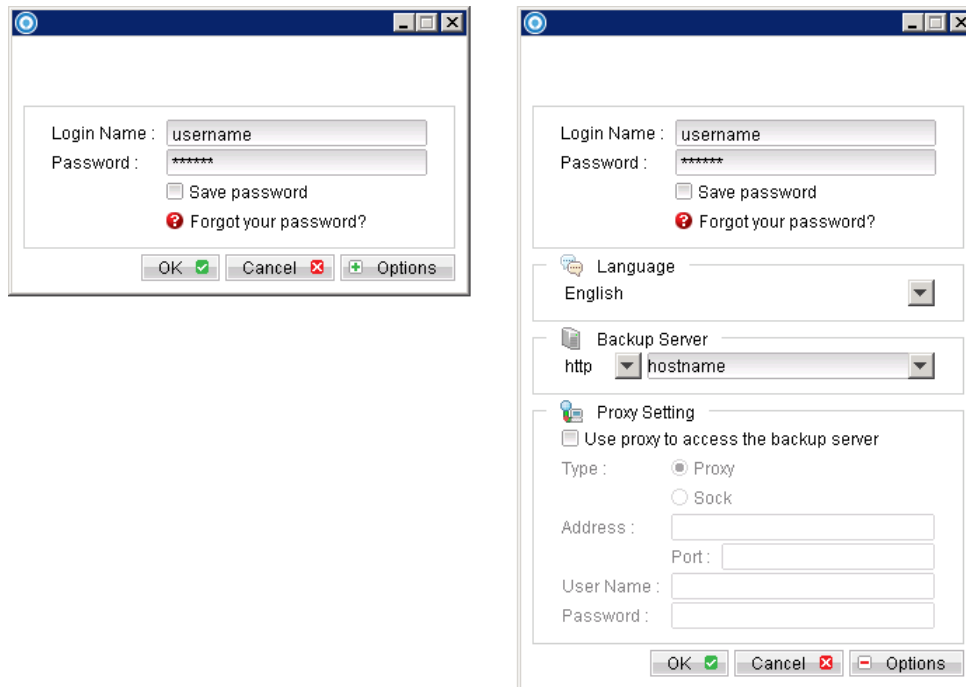 Login Name : username
Password : ******
Save password
Forgot your password?
OK Cancel Options
Login Name : username
Password : ******
Save password
Forgot your password?
Language
English
Backup Server
http hostname
Proxy Setting
Use proxy to access the backup server
Type : Proxy
Sock
Address :
Port :
User Name :
Password :
OK Cancel Options